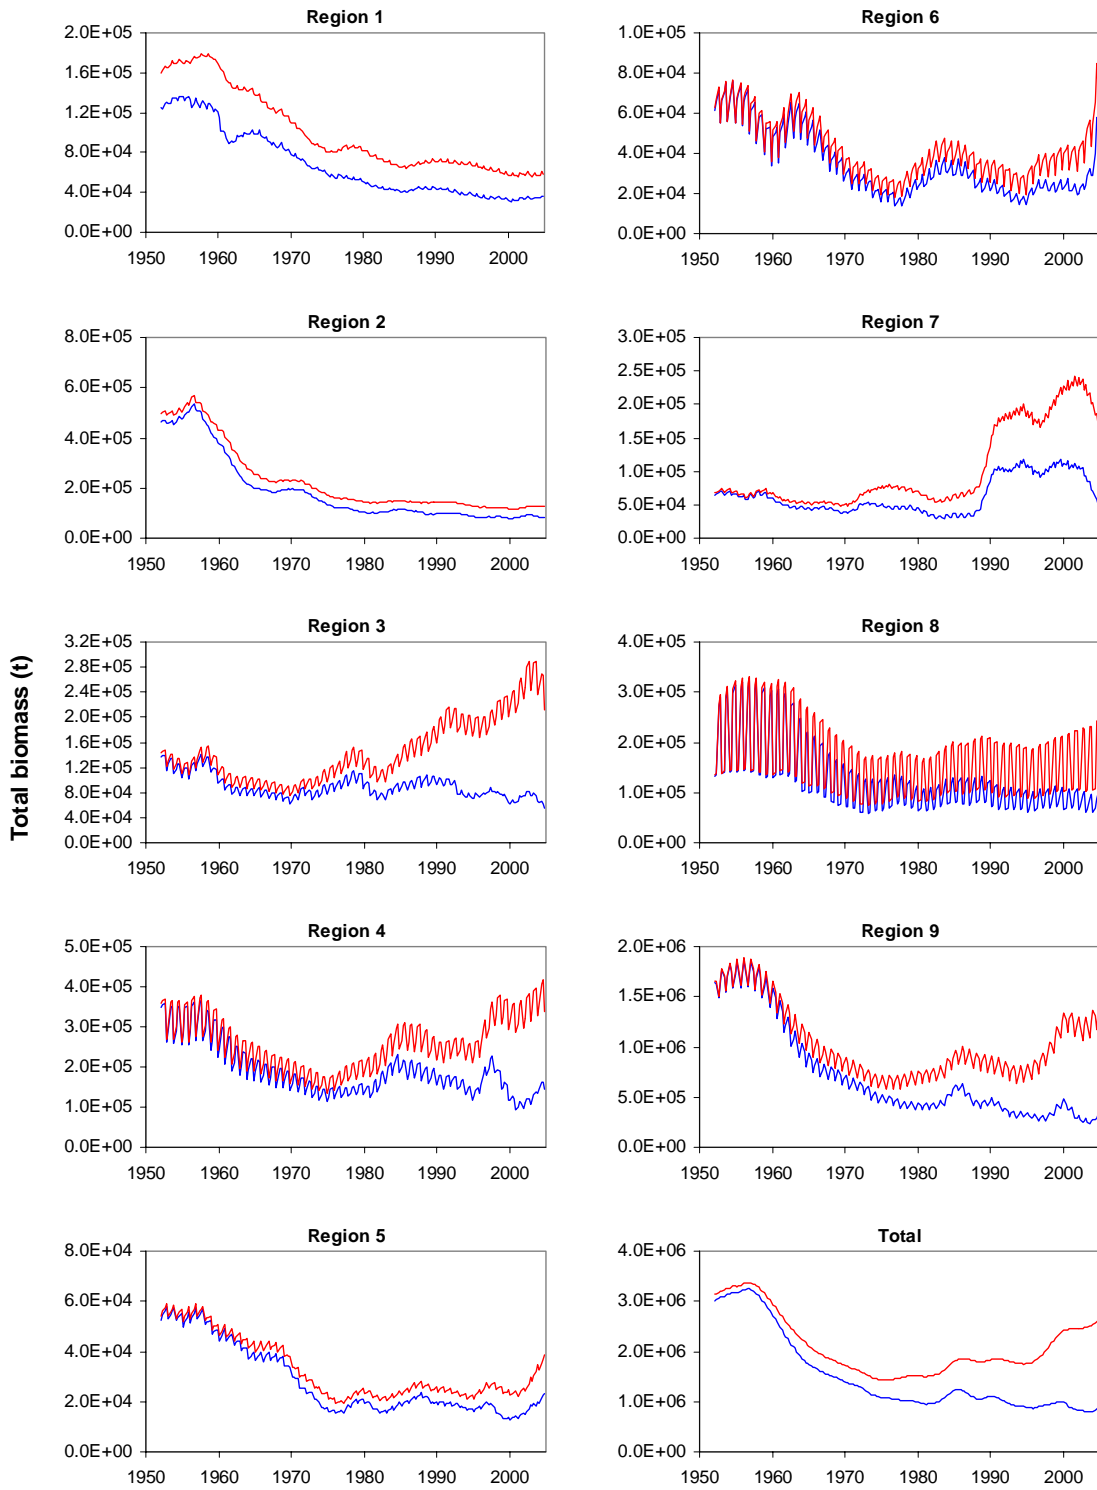 Total biomass (t)
Region 1
2.0E+05
1.6E+05
1.2E+05
8.0E+04
4.0E+04
0.0E+00
1950 1960 1970 1980 1990 2000
Region 2
8.0E+05
6.0E+05
4.0E+05
2.0E+05
0.0E+00
1950 1960 1970 1980 1990 2000
Region 3
3.2E+05
2.8E+05
2.4E+05
2.0E+05
1.6E+05
1.2E+05
8.0E+04
4.0E+04
0.0E+00
1950 1960 1970 1980 1990 2000
Region 4
5.0E+05
4.0E+05
3.0E+05
2.0E+05
1.0E+05
0.0E+00
1950 1960 1970 1980 1990 2000
Region 5
8.0E+04
6.0E+04
4.0E+04
2.0E+04
0.0E+00
1950 1960 1970 1980 1990 2000
Region 6
1.0E+05
8.0E+04
6.0E+04
4.0E+04
2.0E+04
0.0E+00
1950 1960 1970 1980 1990 2000
Region 7
3.0E+05
2.5E+05
2.0E+05
1.5E+05
1.0E+05
5.0E+04
0.0E+00
1950 1960 1970 1980 1990 2000
Region 8
4.0E+05
3.0E+05
2.0E+05
1.0E+05
0.0E+00
1950 1960 1970 1980 1990 2000
Region 9
2.0E+06
1.5E+06
1.0E+06
5.0E+05
0.0E+00
1950 1960 1970 1980 1990 2000
Total
4.0E+06
3.0E+06
2.0E+06
1.0E+06
0.0E+00
1950 1960 1970 1980 1990 2000